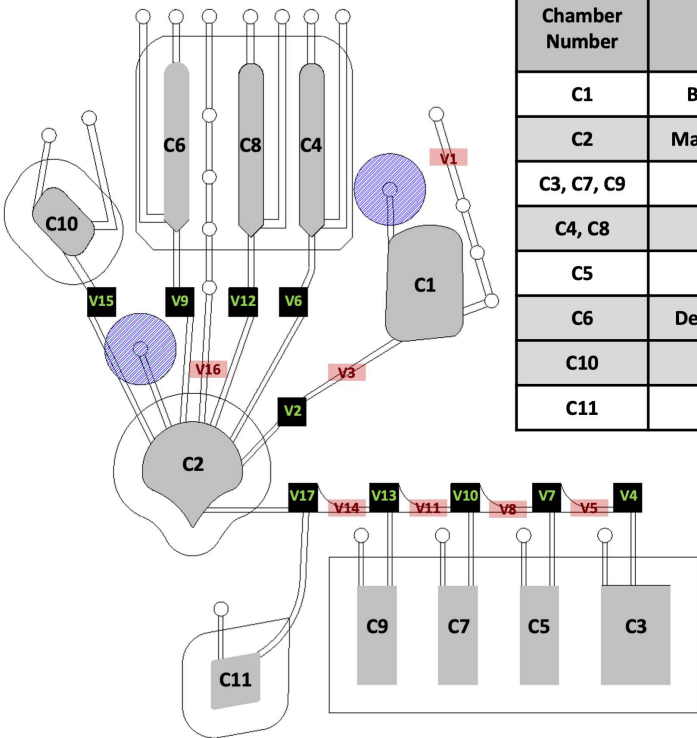 Chamber
Number
C1 B
C2 Ma
C3, C7, C9
C4, C8
C5
C6 De
C10
C11
C6
C8
C4
V1
C10
C1
V15
V9
V12
V6
V16
V3
V2
C2
V17
V14
V13
V11
V10
V8
V7
V5
V4
C9
C7
C5
C3
C11